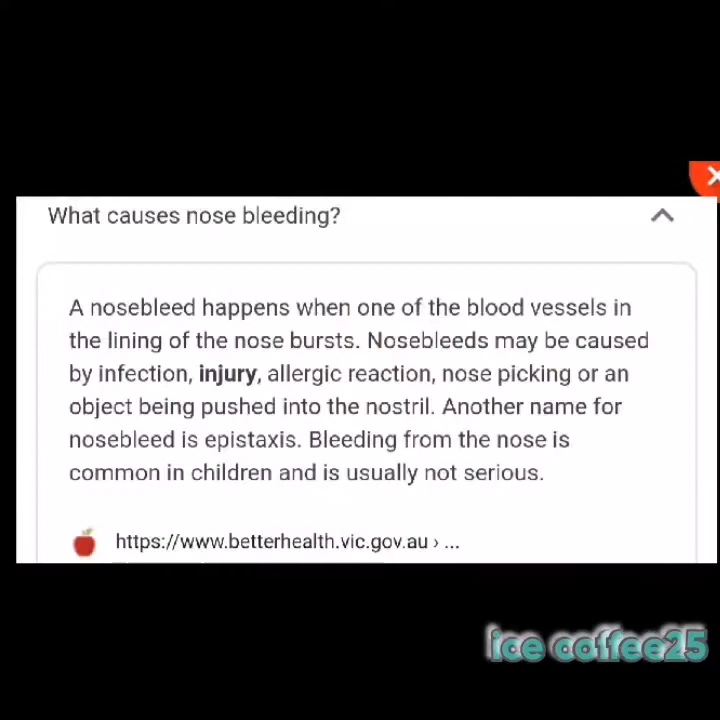 What causes nose bleeding?
A nosebleed happens when one of the blood vessels in
the lining of the nose bursts. Nosebleeds may be caused
by infection, injury, allergic reaction, nose picking or an
object being pushed into the nostril. Another name for
nosebleed is epistaxis. Bleeding from the nose is
common in children and is usually not serious.
https://www.betterhealth.vic.gov.au › ...
ice coffee25